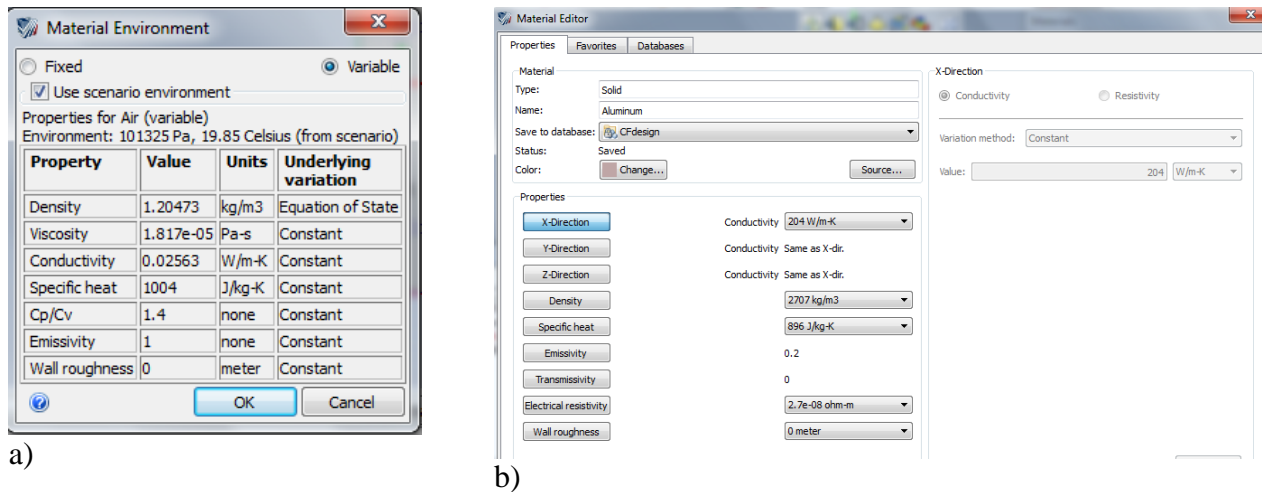 Material Environment
Fixed
Variable
Use scenario environment
Properties for Air (variable)
Environment: 101325 Pa, 19.85 Celsius (from scenario)
Property Value Units Underlying variation
Density 1.20473 kg/m3 Equation of State
Viscosity 1.817e-05 Pa-s Constant
Conductivity 0.02563 W/m-K Constant
Specific heat 1004 J/kg-K Constant
Cp/Cv 1.4 none Constant
Emissivity 1 none Constant
Wall roughness 0 meter Constant
OK Cancel
a)
Material Editor
Properties Favorites Databases
Material
Type: Solid
Name: Aluminum
Save to database: CFdesign
Status: Saved
Color: Change... Source...
Properties
X-Direction Conductivity 204 W/m-K
Y-Direction Conductivity Same as X-dir.
Z-Direction Conductivity Same as X-dir.
Density 2707 kg/m3
Specific heat 896 J/kg-K
Emissivity 0.2
Transmissivity 0
Electrical resistivity 2.7e-08 ohm-m
Wall roughness 0 meter
X-Direction
Conductivity Resistivity
Variation method: Constant
Value: 204 W/m-K
b)